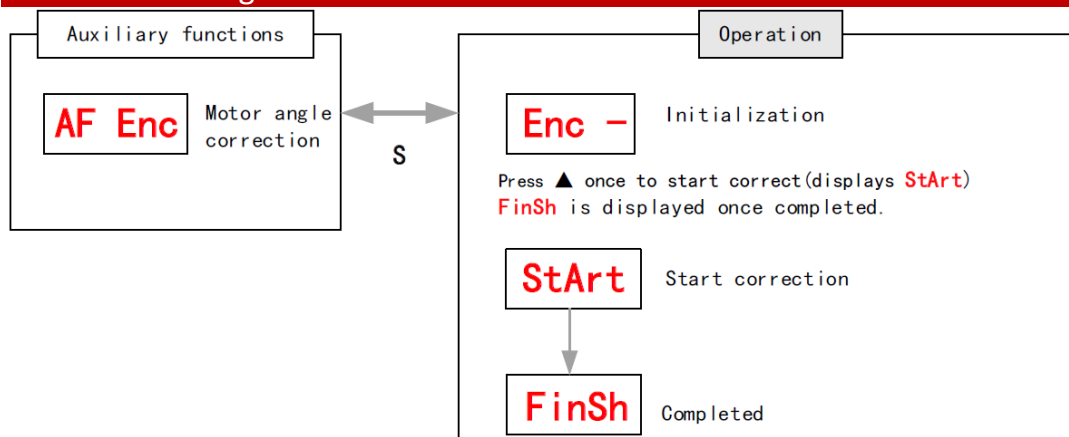 Auxiliary functions
AF Enc
Motor angle
correction
S
Operation
Enc -
Initialization
Press ▲ once to start correct(displays StArt)
FinSh is displayed once completed.
StArt
Start correction
FinSh
Completed